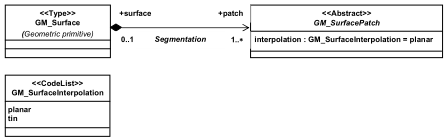 <<Type>>
GM_Surface
(Geometric primitive)
+surface
+patch
0..1
Segmentation
1..*
<<Abstract>>
GM_SurfacePatch
interpolation : GM_SurfaceInterpolation = planar
<<CodeList>>
GM_SurfaceInterpolation
planar
tin